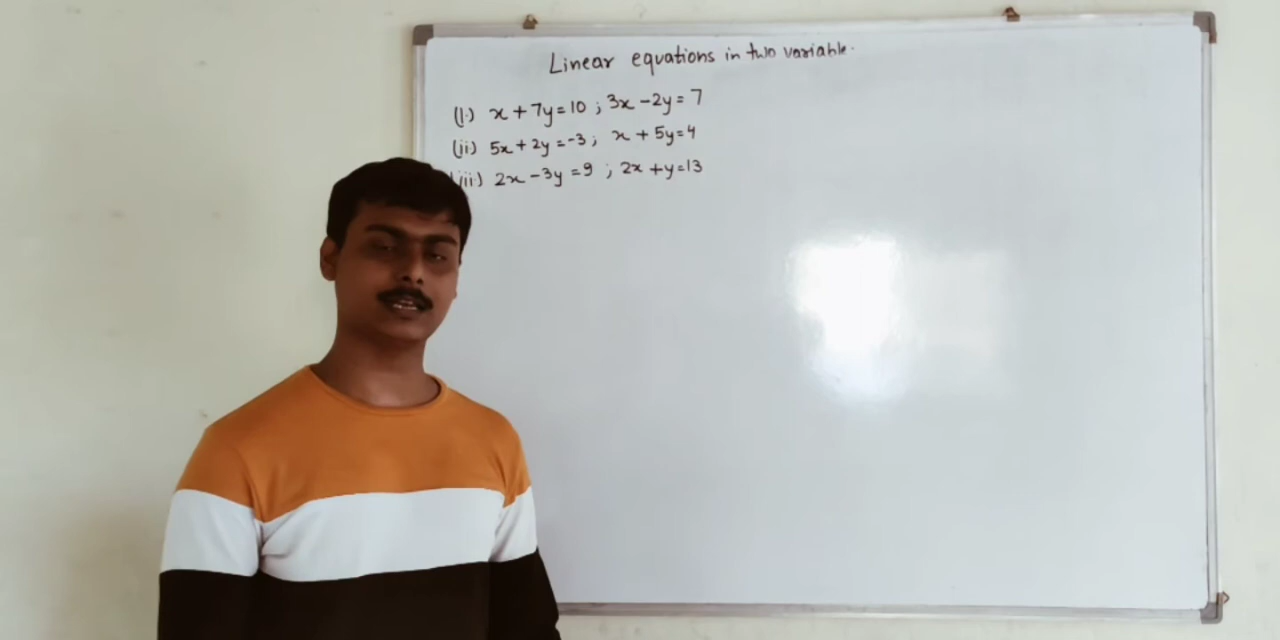 Linear equations in two variable.
(i.) x + 7y = 10 ; 3x - 2y = 7
(ii) 5x + 2y = -3 ; x + 5y = 4
(iii.) 2x - 3y = 9 ; 2x + y = 13